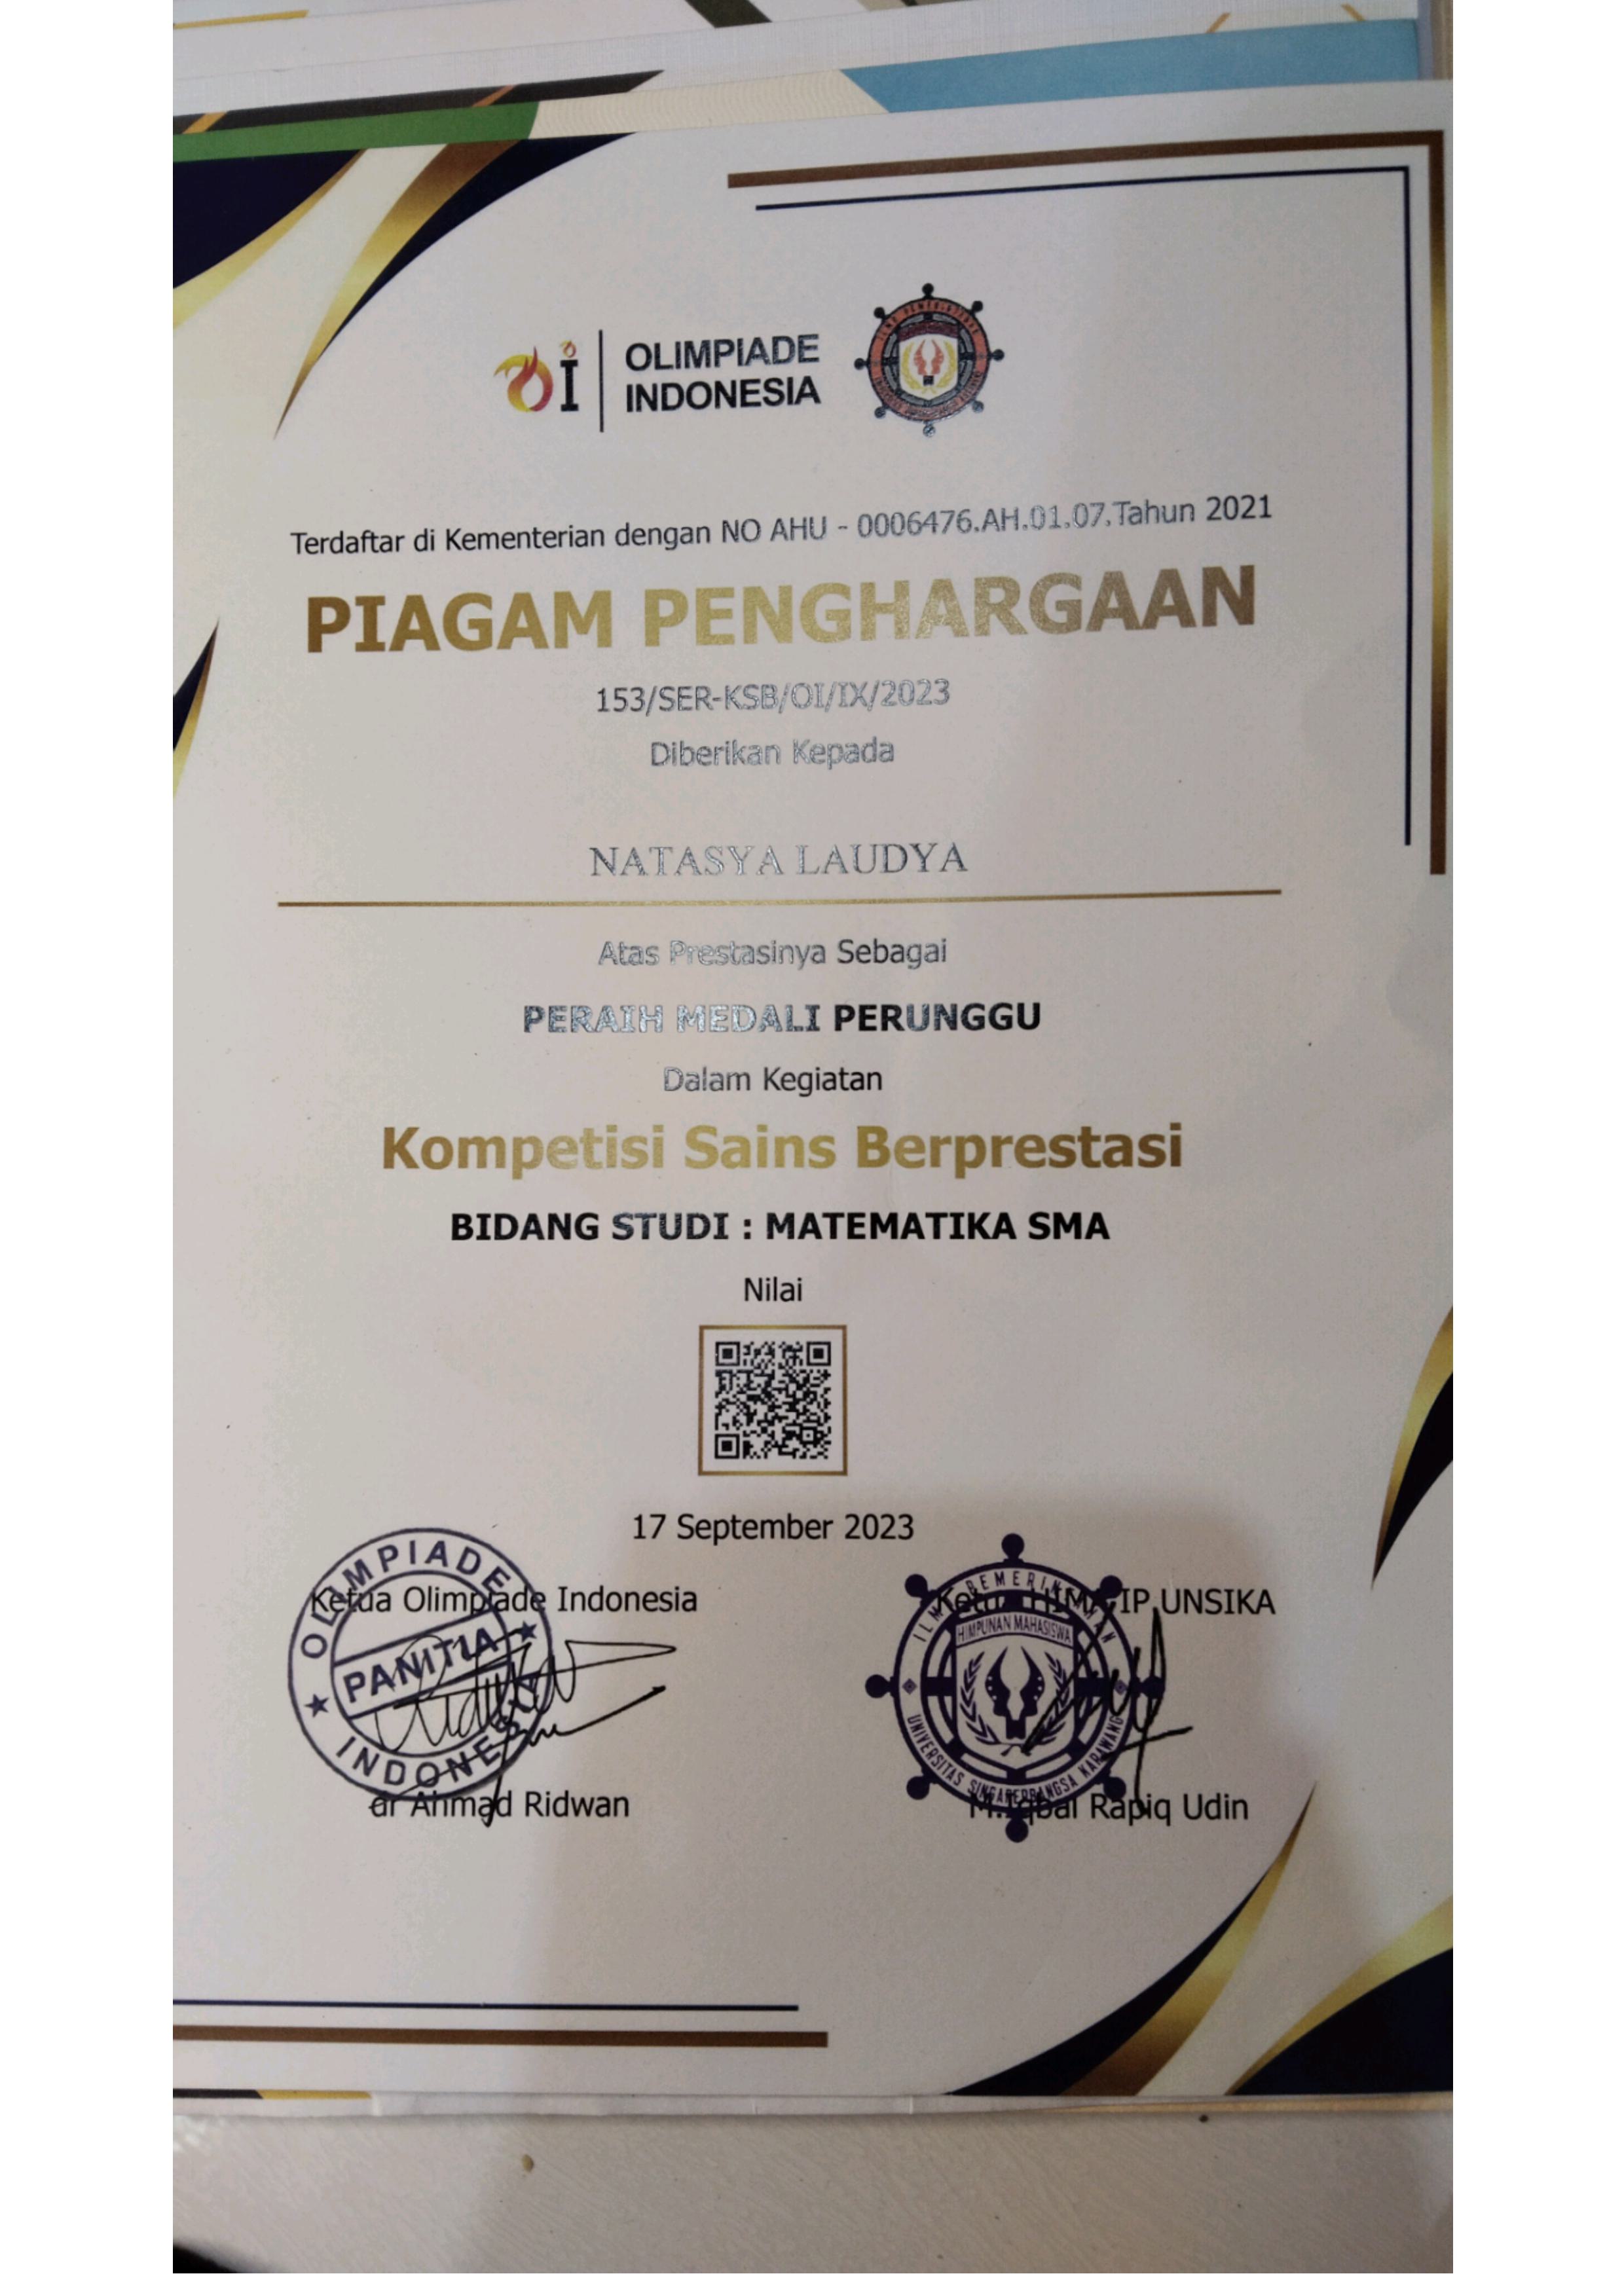 OI
OLIMPIADE
INDONESIA
Terdaftar di Kementerian dengan NO AHU - 0006476.AH.01.07.Tahun 2021
PIAGAM PENGHARGAAN
153/SER-KSB/OI/IX/2023
Diberikan Kepada
NATASYA LAUDYA
Atas Prestasinya Sebagai
PERAIH MEDALI PERUNGGU
Dalam Kegiatan
Kompetisi Sains Berprestasi
BIDANG STUDI : MATEMATIKA SMA
Nilai
17 September 2023
Ketua Olimpiade Indonesia
Ketua HIMA IP UNSIKA
OLIMPIADE
PANITIA
INDONESIA
ILMU PEMERINTAHAN
HIMPUNAN MAHASISWA
UNIVERSITAS SINGAPERBANGSA KARAWANG
dr Ahmad Ridwan
M.Iqbal Rapiq Udin